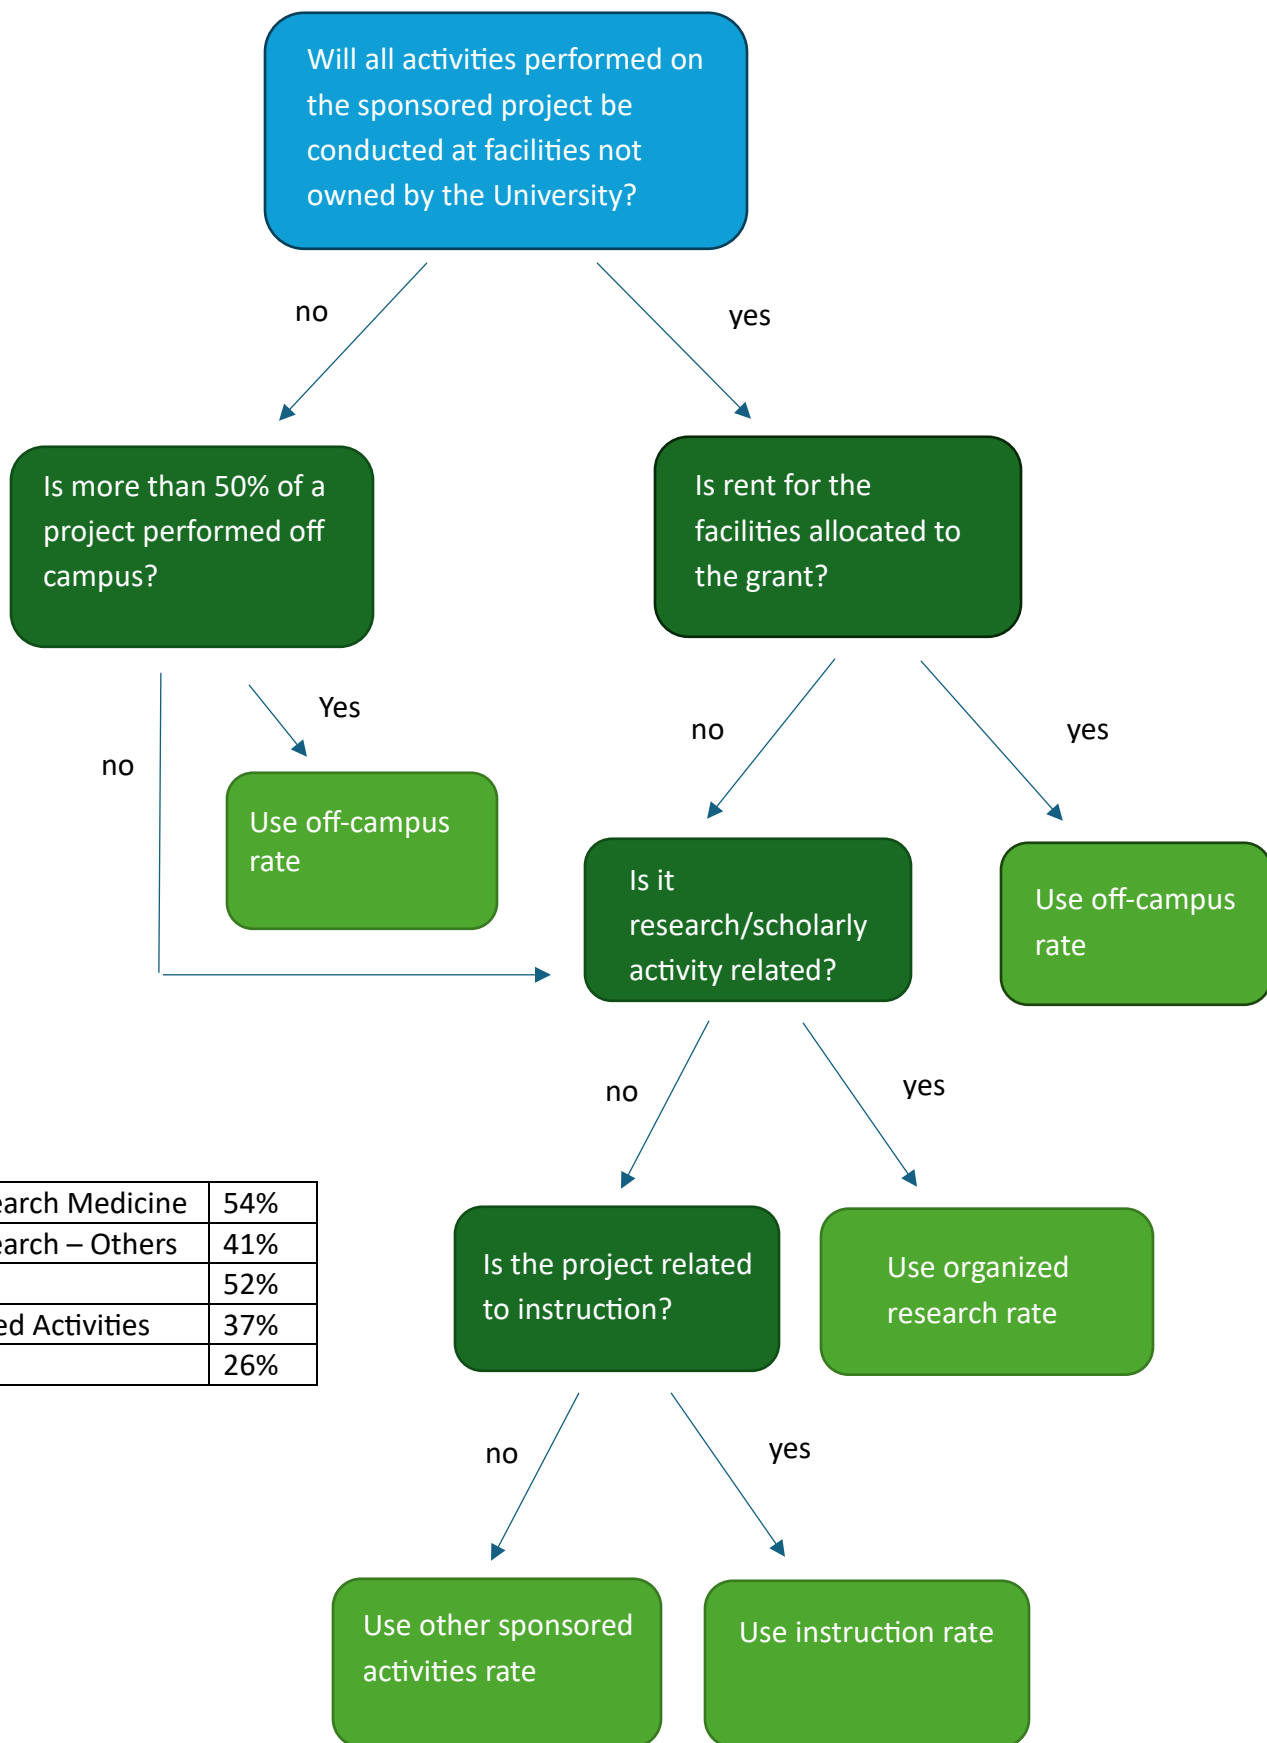 Will all activities performed on
the sponsored project be
conducted at facilities not
owned by the University?
no
yes
Is more than 50% of a
project performed off
campus?
Is rent for the
facilities allocated to
the grant?
Yes
no
no
yes
Use off-campus
rate
Is it
research/scholarly
activity related?
Use off-campus
rate
no
yes
Medicine 54%
– Others 41%
52%
Activities 37%
26%
Is the project related
to instruction?
Use organized
research rate
no
yes
Use other sponsored
activities rate
Use instruction rate